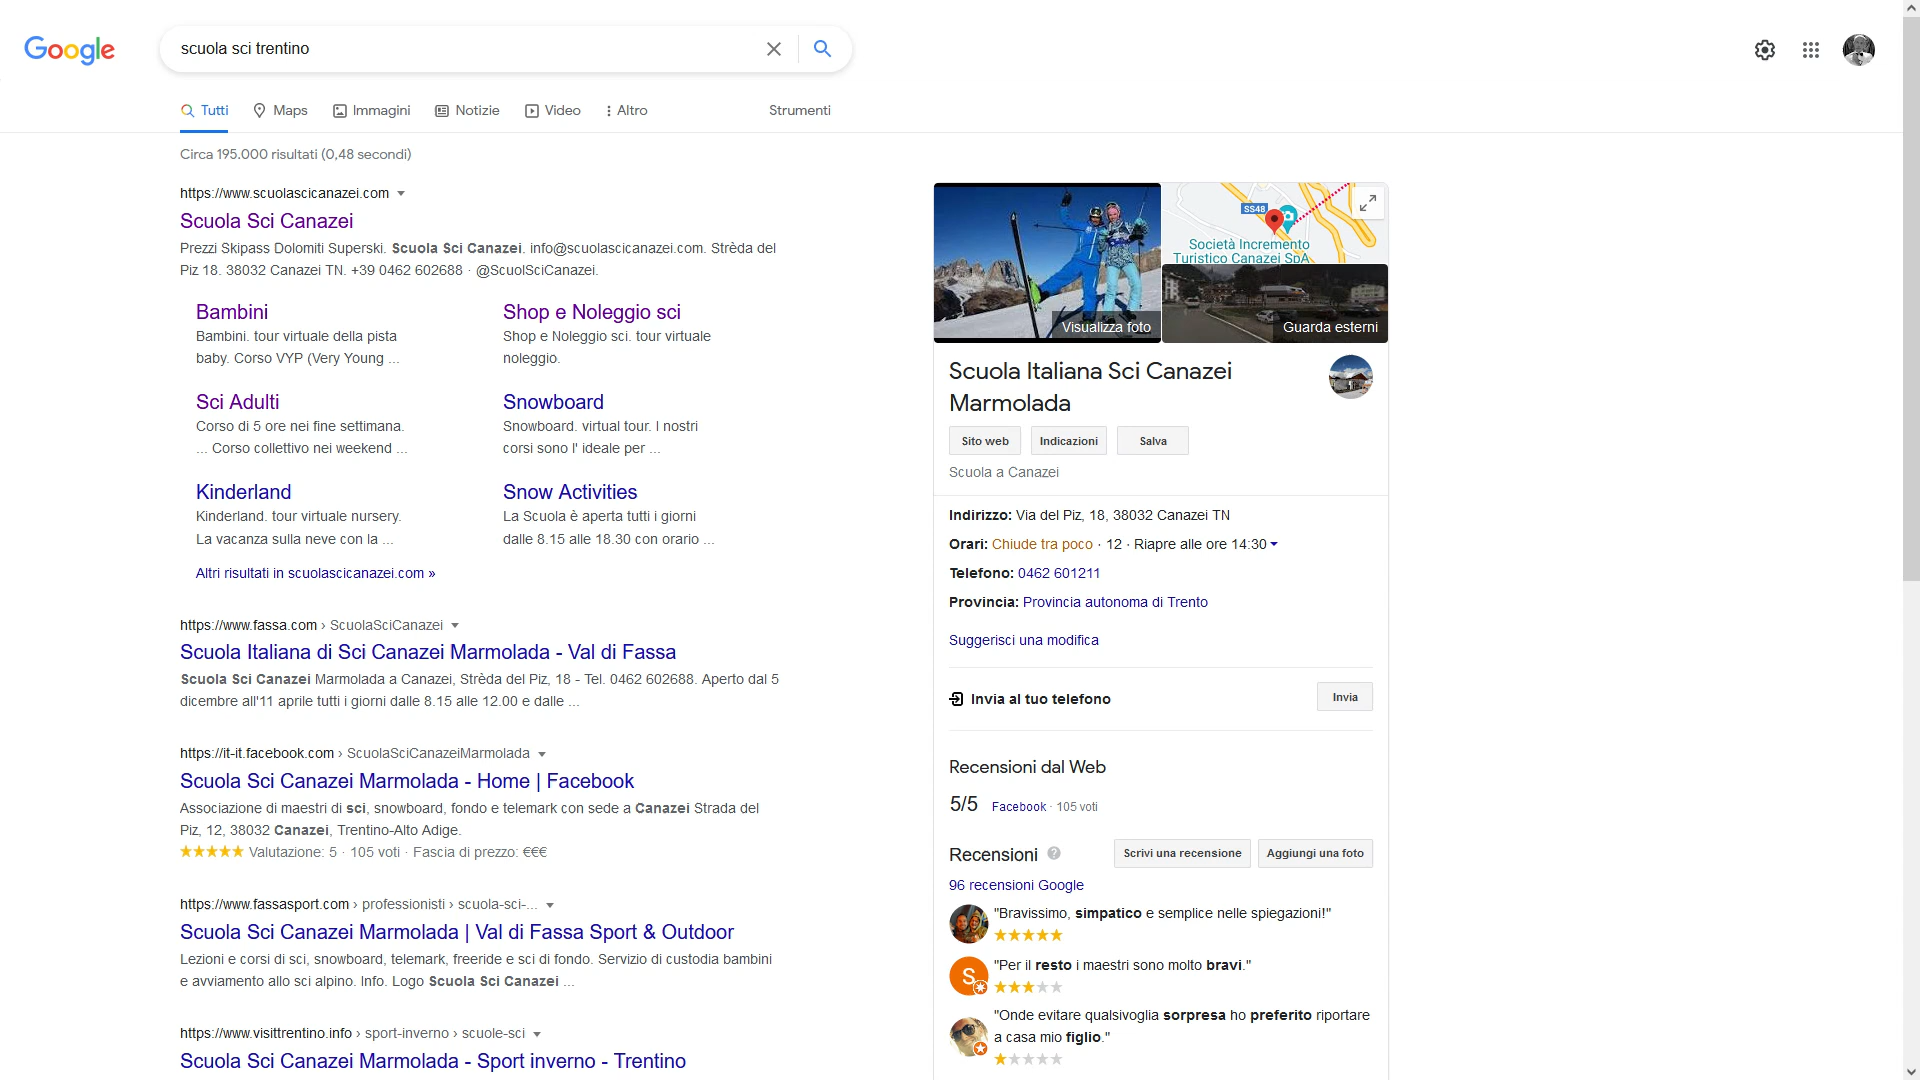 Google
scuola sci trentino
Tutti
Maps
Immagini
Notizie
Video
Altro
Strumenti
Circa 195.000 risultati (0,48 secondi)
https://www.scuolascicanazei.com
Scuola Sci Canazei
Prezzi Skipass Dolomiti Superski. Scuola Sci Canazei. info@scuolascicanazei.com. Strèda del
Piz 18. 38032 Canazei TN. +39 0462 602688 · @ScuolSciCanazei.
Bambini
Bambini. tour virtuale della pista
baby. Corso VYP (Very Young ...
Shop e Noleggio sci
Shop e Noleggio sci. tour virtuale
noleggio.
Sci Adulti
Corso di 5 ore nei fine settimana.
... Corso collettivo nei weekend ...
Snowboard
Snowboard. virtual tour. I nostri
corsi sono l' ideale per ...
Kinderland
Kinderland. tour virtuale nursery.
La vacanza sulla neve con la ...
Snow Activities
La Scuola è aperta tutti i giorni
dalle 8.15 alle 18.30 con orario ...
Altri risultati in scuolascicanazei.com »
https://www.fassa.com › ScuolaSciCanazei
Scuola Italiana di Sci Canazei Marmolada - Val di Fassa
Scuola Sci Canazei Marmolada a Canazei, Strèda del Piz, 18 - Tel. 0462 602688. Aperto dal 5
dicembre all'11 aprile tutti i giorni dalle 8.15 alle 12.00 e dalle ...
https://it-it.facebook.com › ScuolaSciCanazeiMarmolada
Scuola Sci Canazei Marmolada - Home | Facebook
Associazione di maestri di sci, snowboard, fondo e telemark con sede a Canazei Strada del
Piz, 12, 38032 Canazei, Trentino-Alto Adige.
Valutazione: 5 · 105 voti · Fascia di prezzo: €€€
https://www.fassasport.com › professionisti › scuola-sci-...
Scuola Sci Canazei Marmolada | Val di Fassa Sport & Outdoor
Lezioni e corsi di sci, snowboard, telemark, freeride e sci di fondo. Servizio di custodia bambini
e avviamento allo sci alpino. Info. Logo Scuola Sci Canazei ...
https://www.visittrentino.info › sport-inverno › scuole-sci
Scuola Sci Canazei Marmolada - Sport inverno - Trentino
Visualizza foto
SS48
Società Incremento
Turistico Canazei SpA
Guarda esterni
Scuola Italiana Sci Canazei
Marmolada
Sito web
Indicazioni
Salva
Scuola a Canazei
Indirizzo: Via del Piz, 18, 38032 Canazei TN
Orari: Chiude tra poco · 12 · Riapre alle ore 14:30
Telefono: 0462 601211
Provincia: Provincia autonoma di Trento
Suggerisci una modifica
Invia al tuo telefono
Invia
Recensioni dal Web
5/5 Facebook · 105 voti
Recensioni
Scrivi una recensione
Aggiungi una foto
96 recensioni Google
"Bravissimo, simpatico e semplice nelle spiegazioni!"
S
"Per il resto i maestri sono molto bravi."
"Onde evitare qualsivoglia sorpresa ho preferito riportare
a casa mio figlio."